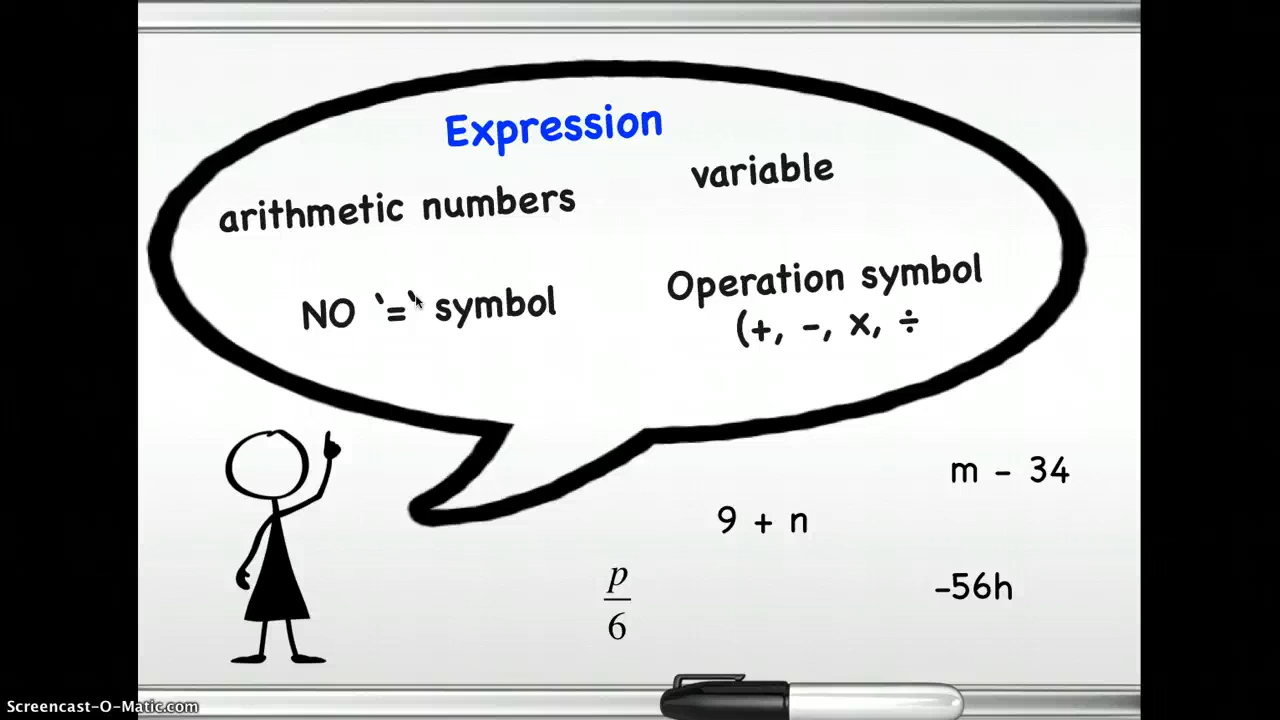 Expression
variable
arithmetic numbers
Operation symbol
(+, -, x, ÷
NO '=' symbol
m - 34
9 + n
p
6
-56h
Screencast-O-Matic.com